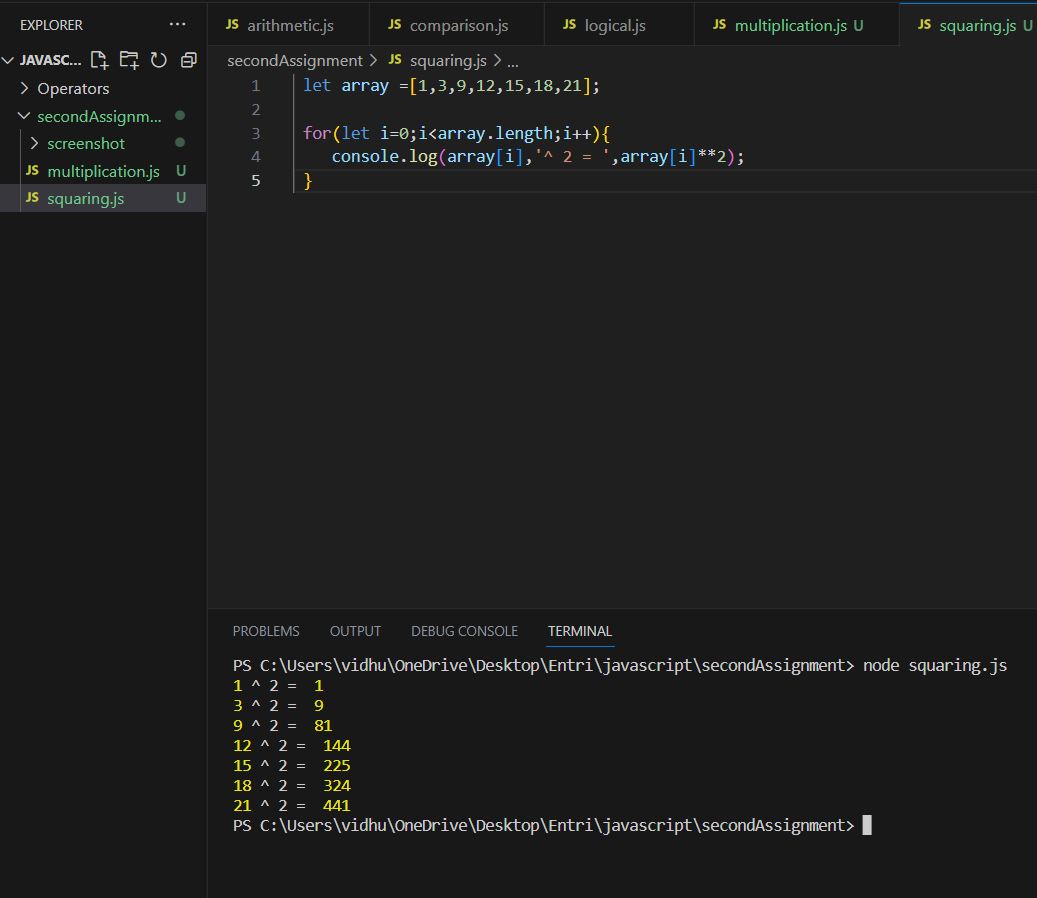 EXPLORER ...
JS arithmetic.js JS comparison.js JS logical.js JS multiplication.js U JS squaring.js U
JAVASC...
Operators
secondAssignm...
screenshot
JS multiplication.js U
JS squaring.js U
secondAssignment > JS squaring.js > ...
1 let array =[1,3,9,12,15,18,21];
2
3 for(let i=0;i<array.length;i++){
4 console.log(array[i],'^ 2 = ',array[i]**2);
5 }
PROBLEMS OUTPUT DEBUG CONSOLE TERMINAL
PS C:\Users\vidhu\OneDrive\Desktop\Entri\javascript\secondAssignment> node squaring.js
1 ^ 2 =  1
3 ^ 2 =  9
9 ^ 2 =  81
12 ^ 2 =  144
15 ^ 2 =  225
18 ^ 2 =  324
21 ^ 2 =  441
PS C:\Users\vidhu\OneDrive\Desktop\Entri\javascript\secondAssignment>